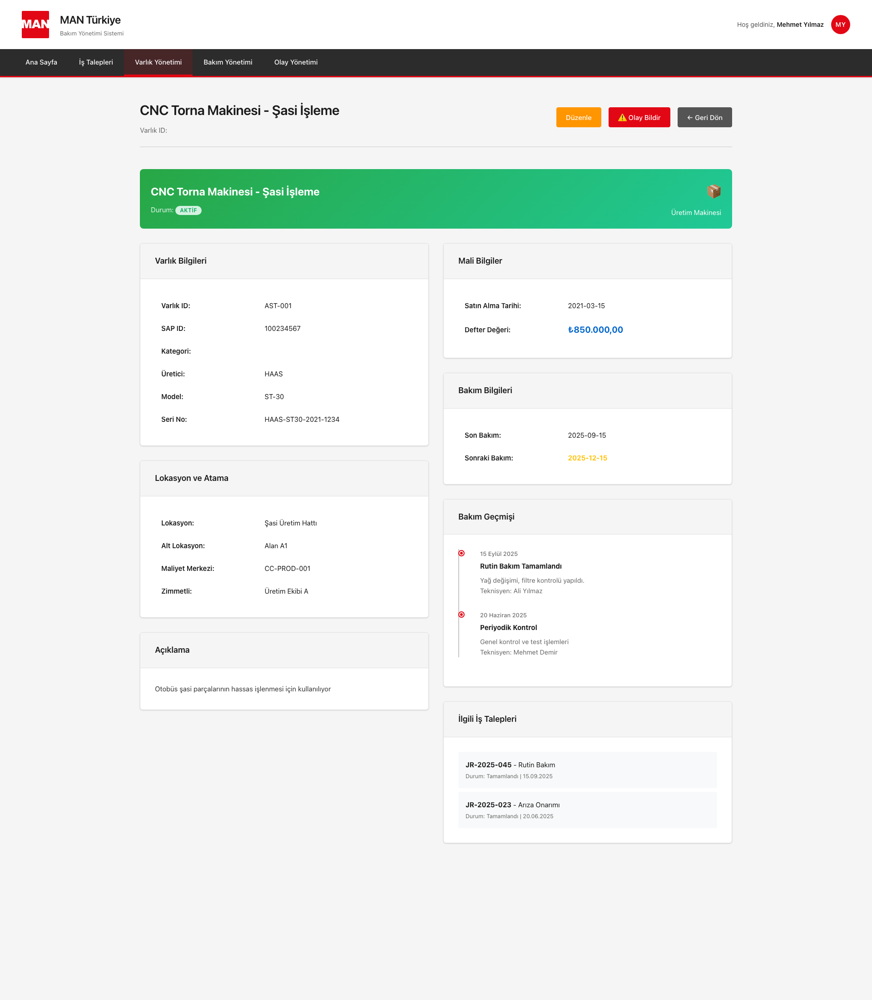 MAN
MAN Türkiye
Bakım Yönetimi Sistemi
Hoş geldiniz, Mehmet Yılmaz
MY
Ana Sayfa
İş Talepleri
Varlık Yönetimi
Bakım Yönetimi
Olay Yönetimi
CNC Torna Makinesi - Şasi İşleme
Varlık ID:
Düzenle
⚠️ Olay Bildir
← Geri Dön
CNC Torna Makinesi - Şasi İşleme
Durum: AKTİF
Üretim Makinesi
Varlık Bilgileri
Varlık ID: AST-001
SAP ID: 100234567
Kategori:
Üretici: HAAS
Model: ST-30
Seri No: HAAS-ST30-2021-1234
Lokasyon ve Atama
Lokasyon: Şasi Üretim Hattı
Alt Lokasyon: Alan A1
Maliyet Merkezi: CC-PROD-001
Zimmetli: Üretim Ekibi A
Açıklama
Otobüs şasi parçalarının hassas işlenmesi için kullanılıyor
Mali Bilgiler
Satın Alma Tarihi: 2021-03-15
Defter Değeri: ₺850.000,00
Bakım Bilgileri
Son Bakım: 2025-09-15
Sonraki Bakım: 2025-12-15
Bakım Geçmişi
15 Eylül 2025
Rutin Bakım Tamamlandı
Yağ değişimi, filtre kontrolü yapıldı.
Teknisyen: Ali Yılmaz
20 Haziran 2025
Periyodik Kontrol
Genel kontrol ve test işlemleri
Teknisyen: Mehmet Demir
İlgili İş Talepleri
JR-2025-045 - Rutin Bakım
Durum: Tamamlandı | 15.09.2025
JR-2025-023 - Arıza Onarımı
Durum: Tamamlandı | 20.06.2025